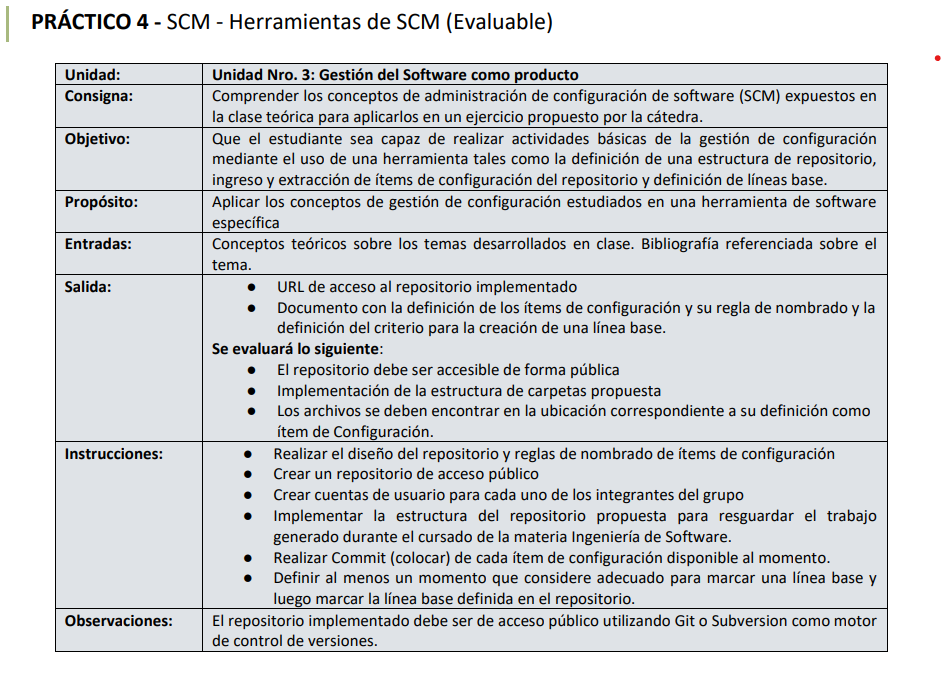 PRÁCTICO 4 - SCM - Herramientas de SCM (Evaluable)
Unidad: Unidad Nro. 3: Gestión del Software como producto
Consigna: Comprender los conceptos de administración de configuración de software (SCM) expuestos en
la clase teórica para aplicarlos en un ejercicio propuesto por la cátedra.
Objetivo: Que el estudiante sea capaz de realizar actividades básicas de la gestión de configuración
mediante el uso de una herramienta tales como la definición de una estructura de repositorio,
ingreso y extracción de ítems de configuración del repositorio y definición de líneas base.
Propósito: Aplicar los conceptos de gestión de configuración estudiados en una herramienta de software
específica
Entradas: Conceptos teóricos sobre los temas desarrollados en clase. Bibliografía referenciada sobre el
tema.
Salida: ● URL de acceso al repositorio implementado
● Documento con la definición de los ítems de configuración y su regla de nombrado y la
definición del criterio para la creación de una línea base.
Se evaluará lo siguiente:
● El repositorio debe ser accesible de forma pública
● Implementación de la estructura de carpetas propuesta
● Los archivos se deben encontrar en la ubicación correspondiente a su definición como
ítem de Configuración.
Instrucciones: ● Realizar el diseño del repositorio y reglas de nombrado de ítems de configuración
● Crear un repositorio de acceso público
● Crear cuentas de usuario para cada uno de los integrantes del grupo
● Implementar la estructura del repositorio propuesta para resguardar el trabajo
generado durante el cursado de la materia Ingeniería de Software.
● Realizar Commit (colocar) de cada ítem de configuración disponible al momento.
● Definir al menos un momento que considere adecuado para marcar una línea base y
luego marcar la línea base definida en el repositorio.
Observaciones: El repositorio implementado debe ser de acceso público utilizando Git o Subversion como motor
de control de versiones.